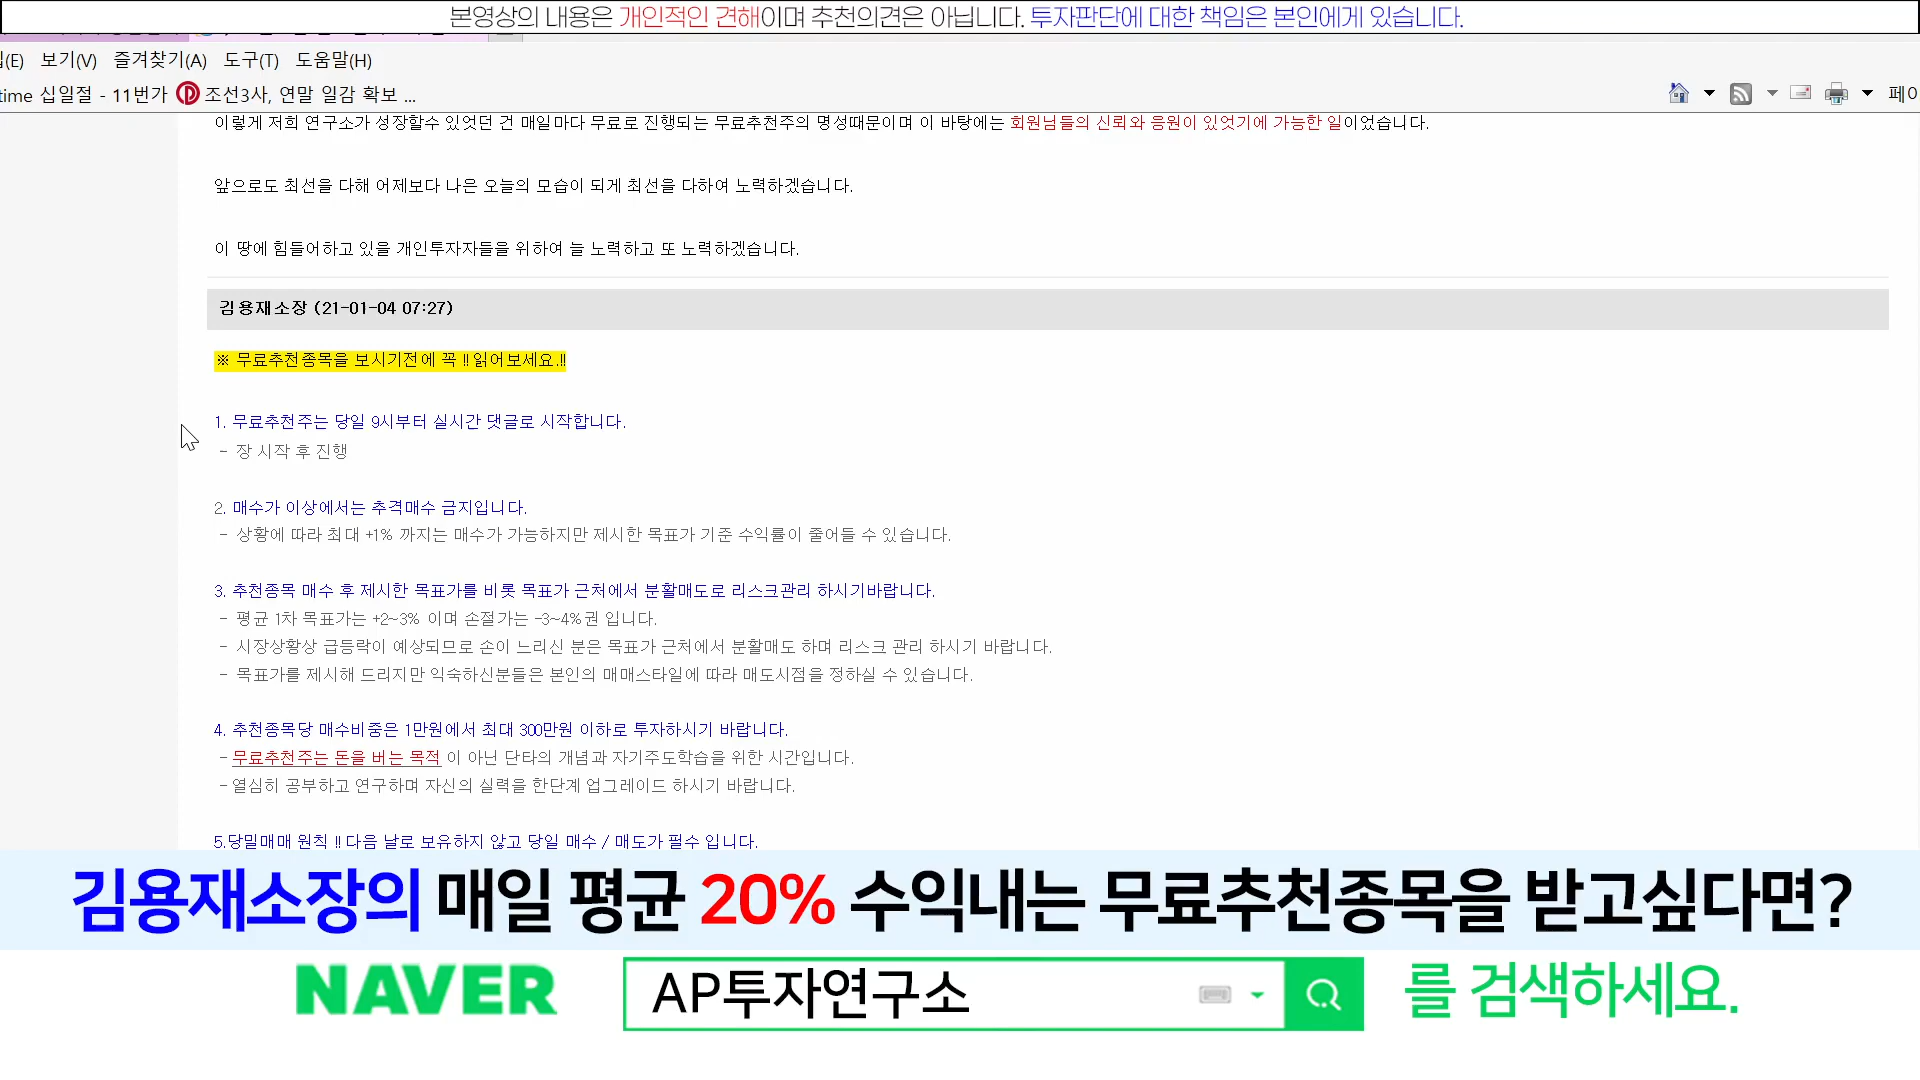 본영상의 내용은 개인적인 견해이며 추천의견은 아닙니다. 투자판단에 대한 책임은 본인에게 있습니다.
(E) 보기(V) 즐겨찾기(A) 도구(T) 도움말(H)
time 십일절 - 11번가 조선3사, 연말 일감 확보 ...
이렇게 저희 연구소가 성장할수 있엇던 건 매일마다 무료로 진행되는 무료추천주의 명성때문이며 이 바탕에는 회원님들의 신뢰와 응원이 있엇기에 가능한 일이었습니다.
앞으로도 최선을 다해 어제보다 나은 오늘의 모습이 되게 최선을 다하여 노력하겠습니다.
이 땅에 힘들어하고 있을 개인투자자들을 위하여 늘 노력하고 또 노력하겠습니다.
김용재소장 (21-01-04 07:27)
※ 무료추천종목을 보시기전에 꼭 !! 읽어보세요.!!
1. 무료추천주는 당일 9시부터 실시간 댓글로 시작합니다.
- 장 시작 후 진행
2. 매수가 이상에서는 추격매수 금지입니다.
- 상황에 따라 최대 +1% 까지는 매수가 가능하지만 제시한 목표가 기준 수익률이 줄어들 수 있습니다.
3. 추천종목 매수 후 제시한 목표가를 비롯 목표가 근처에서 분활매도로 리스크관리 하시기바랍니다.
- 평균 1차 목표가는 +2~3% 이며 손절가는 -3~4%권 입니다.
- 시장상황상 급등락이 예상되므로 손이 느리신 분은 목표가 근처에서 분활매도 하며 리스크 관리 하시기 바랍니다.
- 목표가를 제시해 드리지만 익숙하신분들은 본인의 매매스타일에 따라 매도시점을 정하실 수 있습니다.
4. 추천종목당 매수비중은 1만원에서 최대 300만원 이하로 투자하시기 바랍니다.
- 무료추천주는 돈을 버는 목적 이 아닌 단타의 개념과 자기주도학습을 위한 시간입니다.
- 열심히 공부하고 연구하며 자신의 실력을 한단계 업그레이드 하시기 바랍니다.
5.당일매매 원칙 !! 다음 날로 보유하지 않고 당일 매수 / 매도가 필수 입니다.
김용재소장의 매일 평균 20% 수익내는 무료추천종목을 받고싶다면?
NAVER AP투자연구소 를 검색하세요.